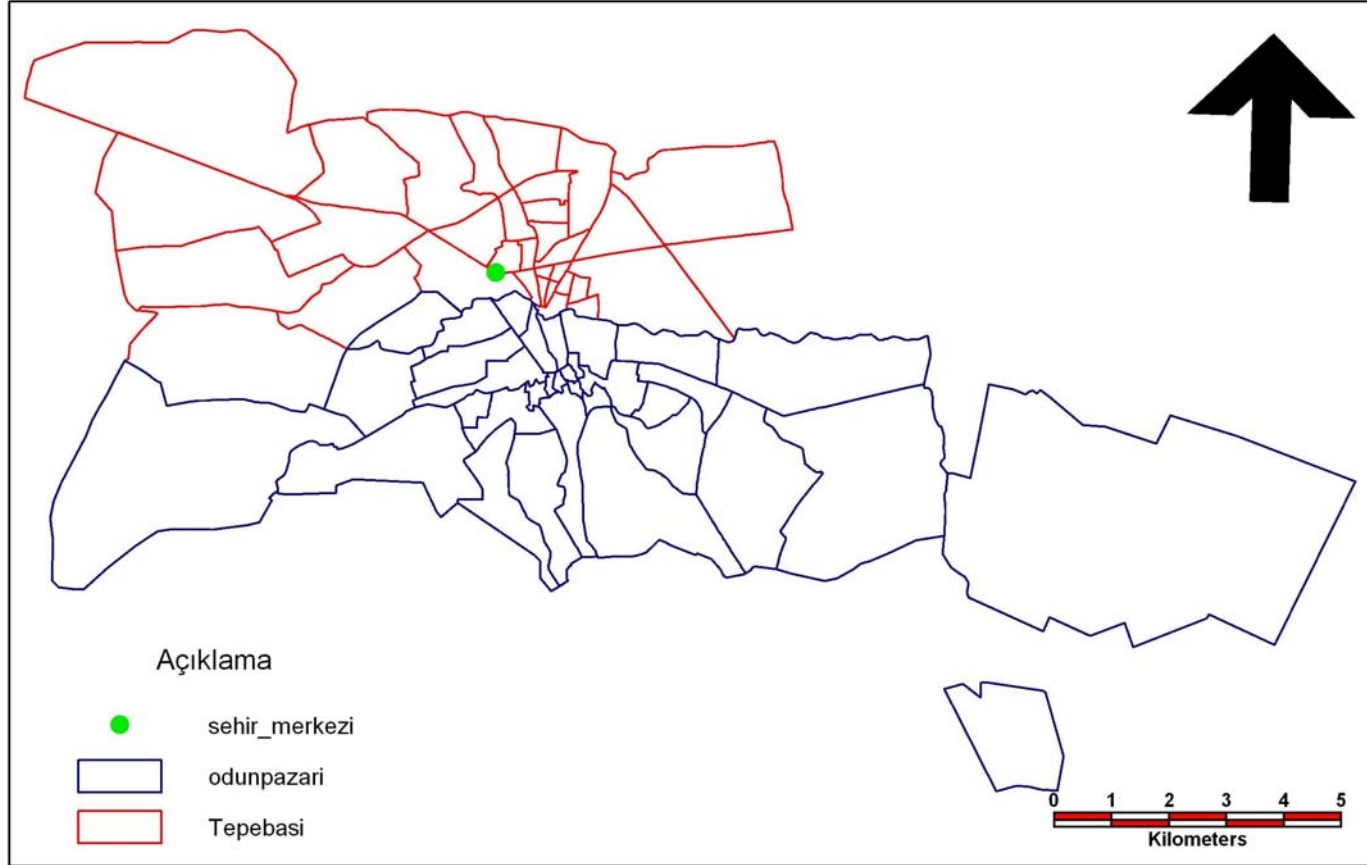 Açıklama
sehir_merkezi
odunpazari
Tepebasi
0 1 2 3 4 5
Kilometers